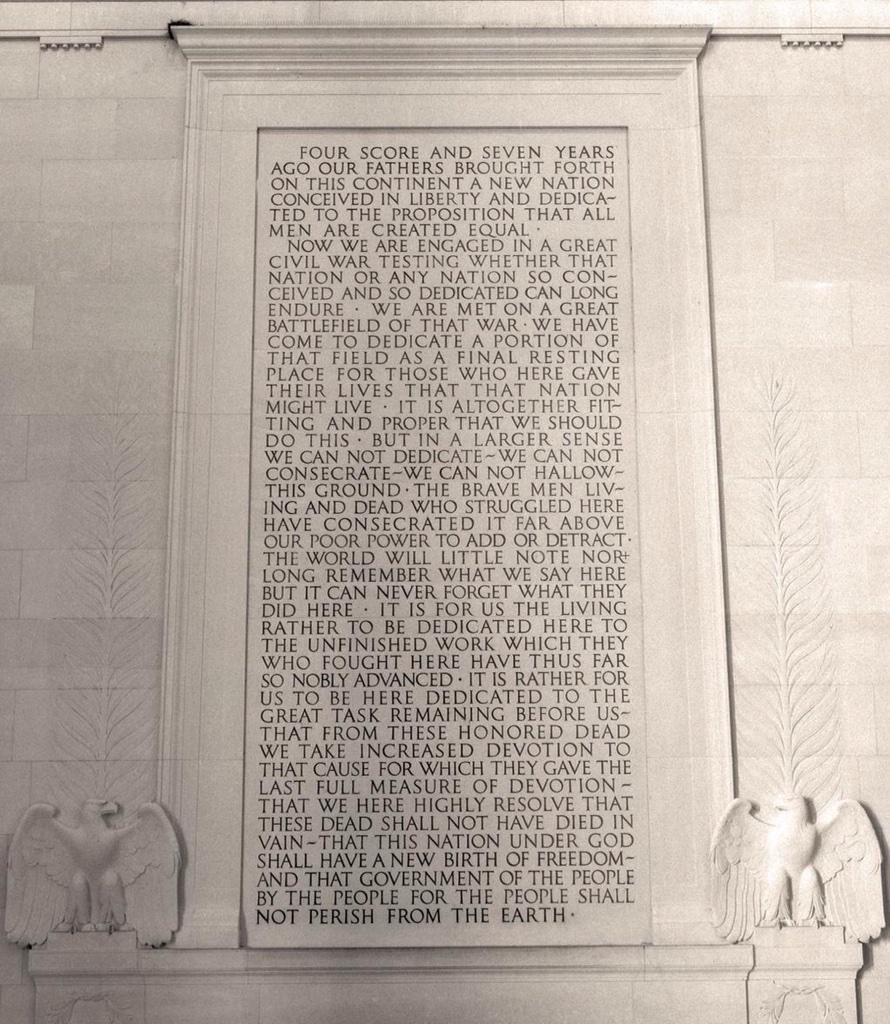 FOUR SCORE AND SEVEN YEARS
AGO OUR FATHERS BROUGHT FORTH
ON THIS CONTINENT A NEW NATION
CONCEIVED IN LIBERTY AND DEDICA~
TED TO THE PROPOSITION THAT ALL
MEN ARE CREATED EQUAL ·
NOW WE ARE ENGAGED IN A GREAT
CIVIL WAR TESTING WHETHER THAT
NATION OR ANY NATION SO CON~
CEIVED AND SO DEDICATED CAN LONG
ENDURE · WE ARE MET ON A GREAT
BATTLEFIELD OF THAT WAR · WE HAVE
COME TO DEDICATE A PORTION OF
THAT FIELD AS A FINAL RESTING
PLACE FOR THOSE WHO HERE GAVE
THEIR LIVES THAT THAT NATION
MIGHT LIVE · IT IS ALTOGETHER FIT~
TING AND PROPER THAT WE SHOULD
DO THIS · BUT IN A LARGER SENSE
WE CAN NOT DEDICATE~WE CAN NOT
CONSECRATE~WE CAN NOT HALLOW~
THIS GROUND · THE BRAVE MEN LIV~
ING AND DEAD WHO STRUGGLED HERE
HAVE CONSECRATED IT FAR ABOVE
OUR POOR POWER TO ADD OR DETRACT ·
THE WORLD WILL LITTLE NOTE NOR
LONG REMEMBER WHAT WE SAY HERE
BUT IT CAN NEVER FORGET WHAT THEY
DID HERE · IT IS FOR US THE LIVING
RATHER TO BE DEDICATED HERE TO
THE UNFINISHED WORK WHICH THEY
WHO FOUGHT HERE HAVE THUS FAR
SO NOBLY ADVANCED · IT IS RATHER FOR
US TO BE HERE DEDICATED TO THE
GREAT TASK REMAINING BEFORE US~
THAT FROM THESE HONORED DEAD
WE TAKE INCREASED DEVOTION TO
THAT CAUSE FOR WHICH THEY GAVE THE
LAST FULL MEASURE OF DEVOTION~
THAT WE HERE HIGHLY RESOLVE THAT
THESE DEAD SHALL NOT HAVE DIED IN
VAIN~THAT THIS NATION UNDER GOD
SHALL HAVE A NEW BIRTH OF FREEDOM~
AND THAT GOVERNMENT OF THE PEOPLE
BY THE PEOPLE FOR THE PEOPLE SHALL
NOT PERISH FROM THE EARTH ·